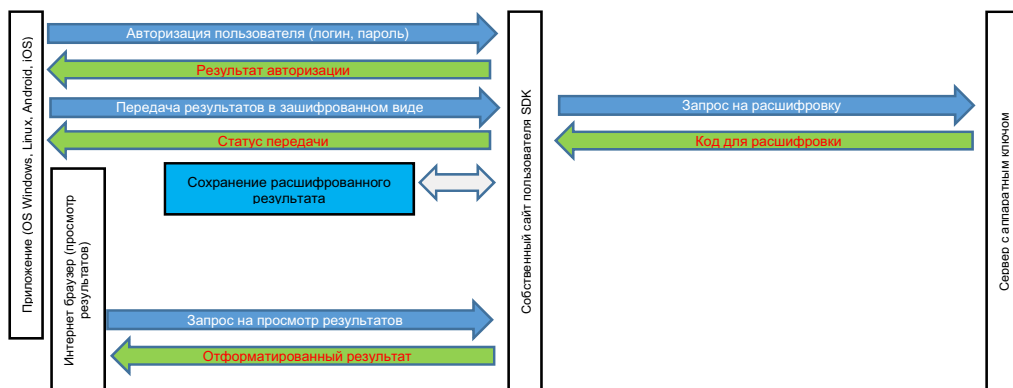 Приложение (OS Windows, Linux, Android, iOS)
Авторизация пользователя (логин, пароль)
Результат авторизации
Передача результатов в зашифрованном виде
Статус передачи
Сохранение расшифрованного
результата
Интернет браузер (просмотр
результатов)
Запрос на просмотр результатов
Отформатированный результат
Собственный сайт пользователя SDK
Запрос на расшифровку
Код для расшифровки
Сервер с аппаратным ключом